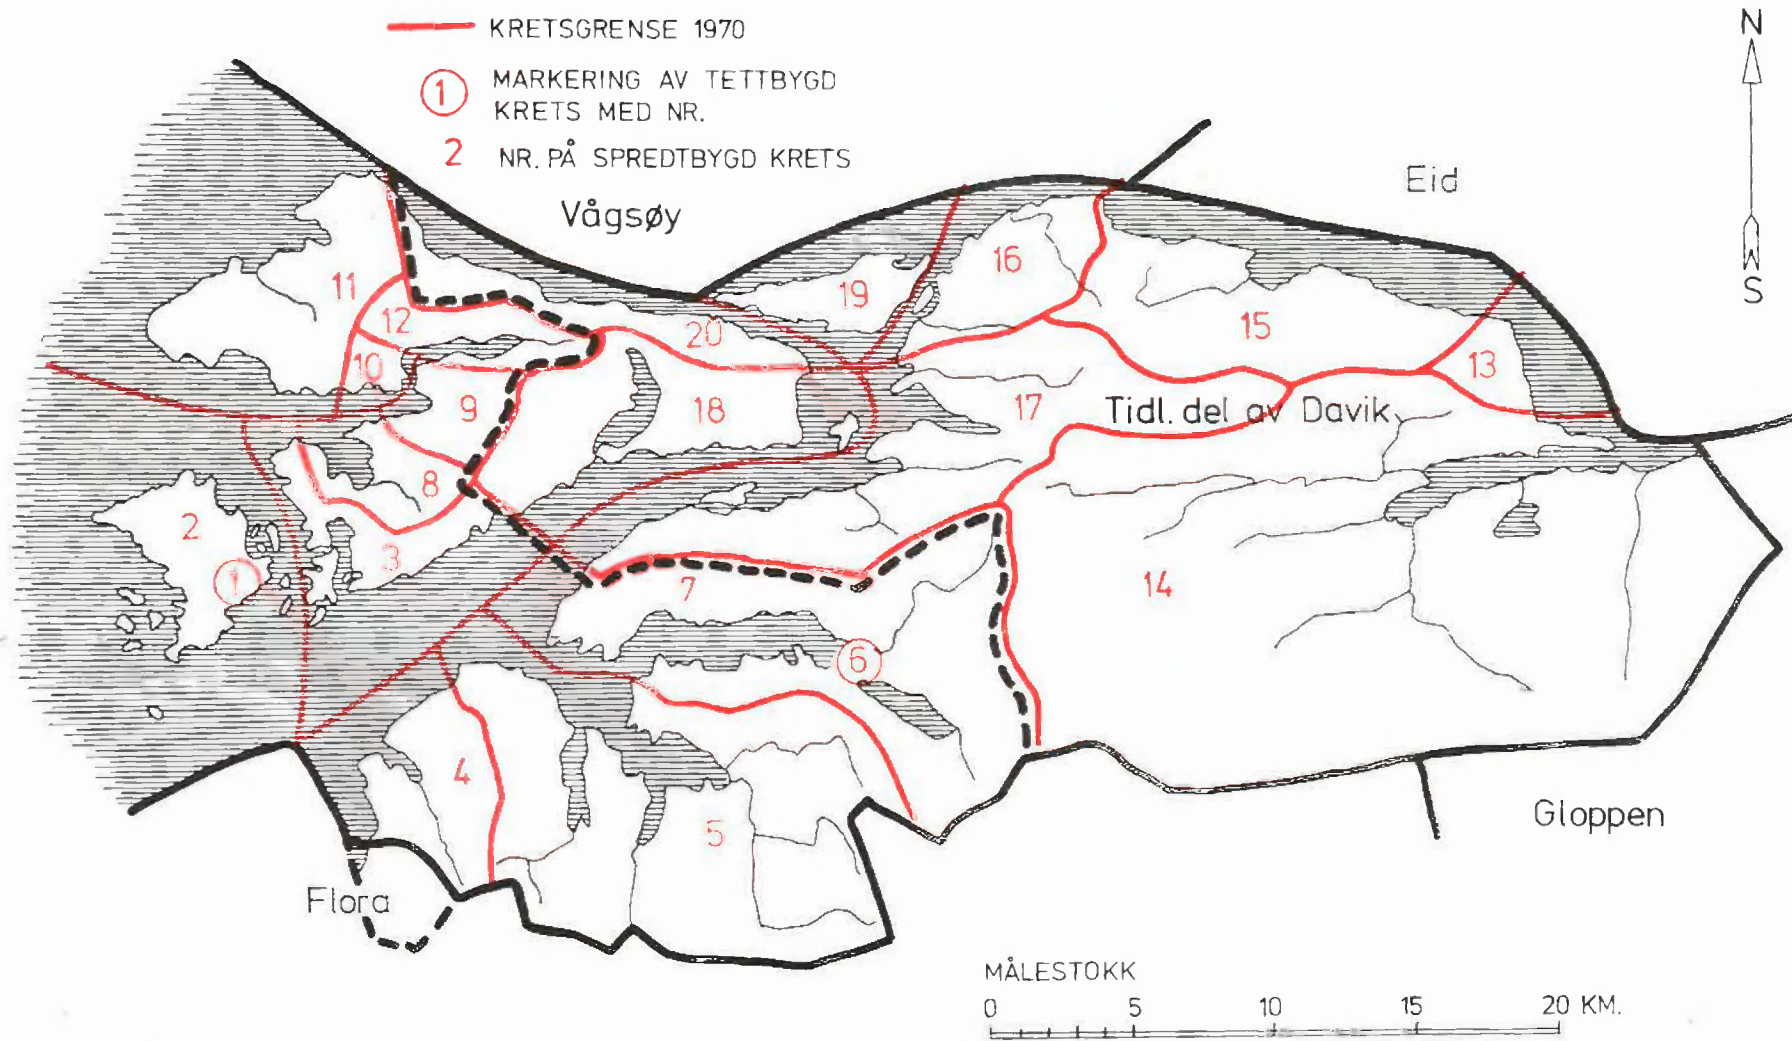 KRETSGRENSE 1970
1 MARKERING AV TETTBYGD
KRETS MED NR.
2 NR. PÅ SPREDTBYGD KRETS
N
S
Eid
Vågsøy
16
11
19
12
20
15
10
13
9
18
17
Tidl. del av Davik
8
2
3
1
7
14
6
4
5
Gloppen
Flora
MÅLESTOKK
0 5 10 15 20 KM.